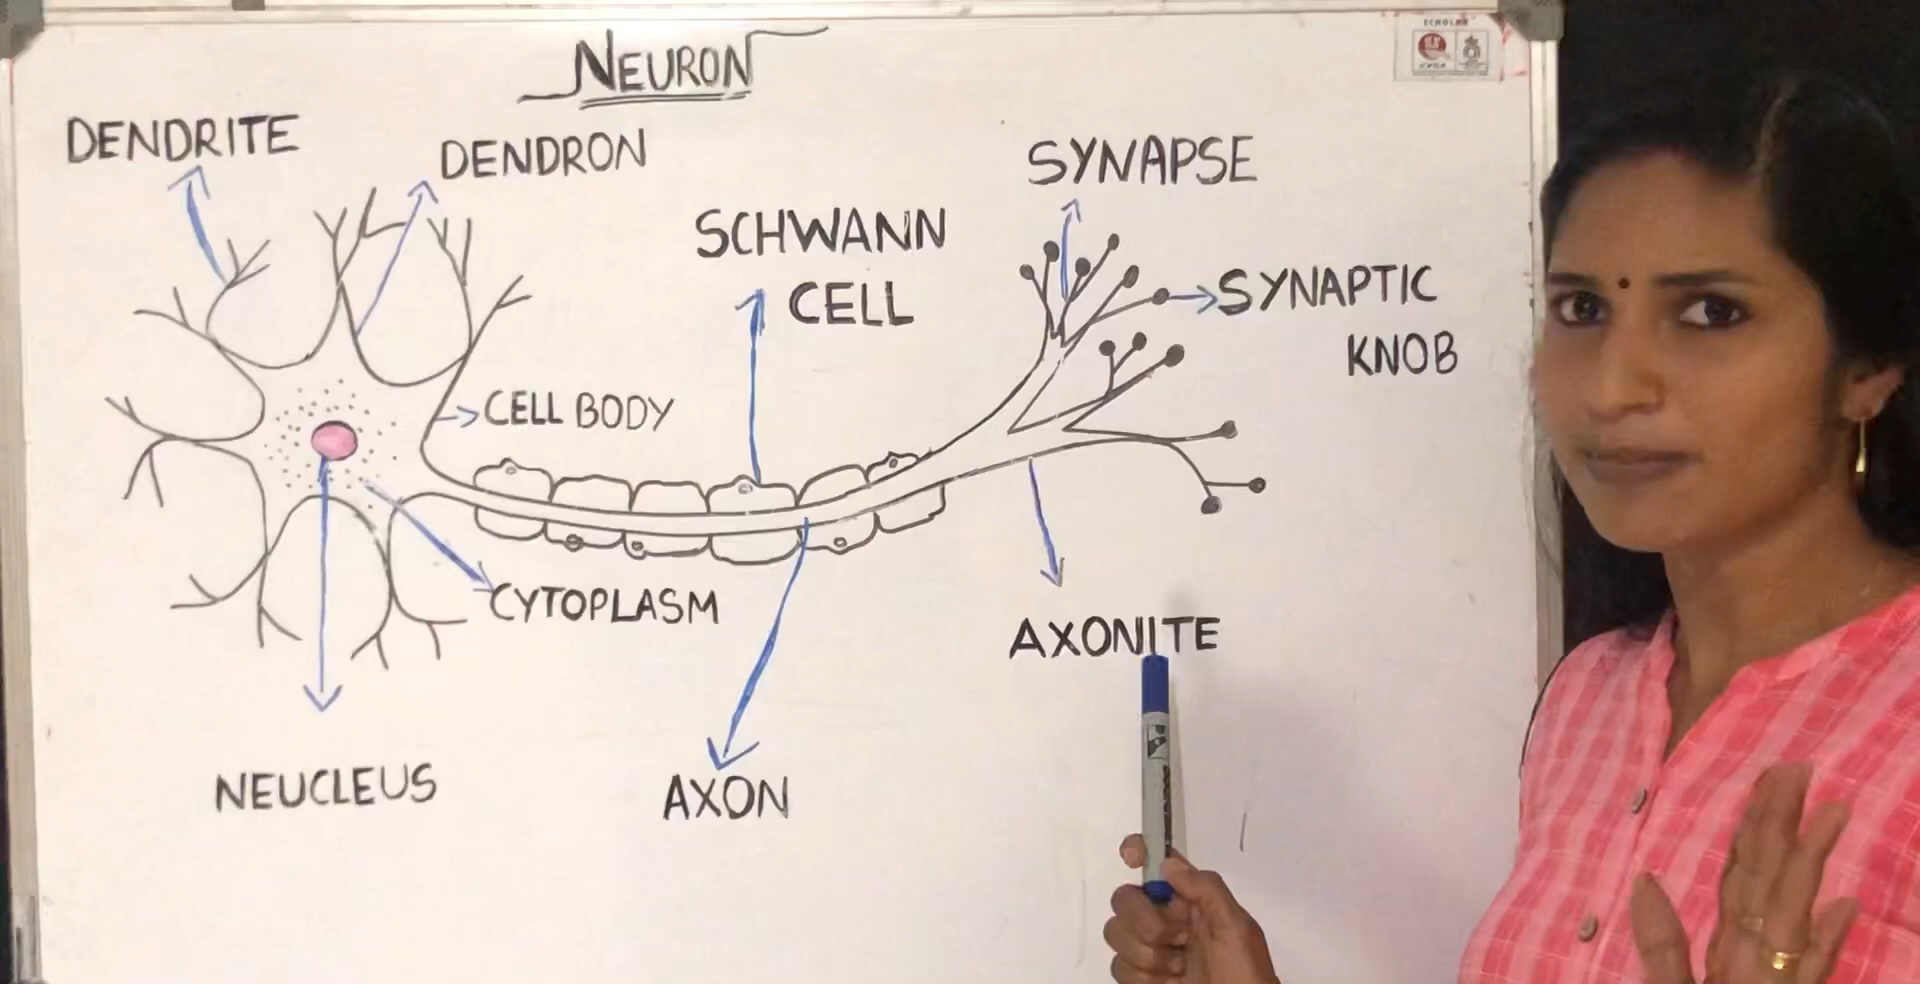 NEURON
DENDRITE
DENDRON
SYNAPSE
SCHWANN
CELL
SYNAPTIC
KNOB
CELL BODY
CYTOPLASM
AXONITE
NEUCLEUS
AXON